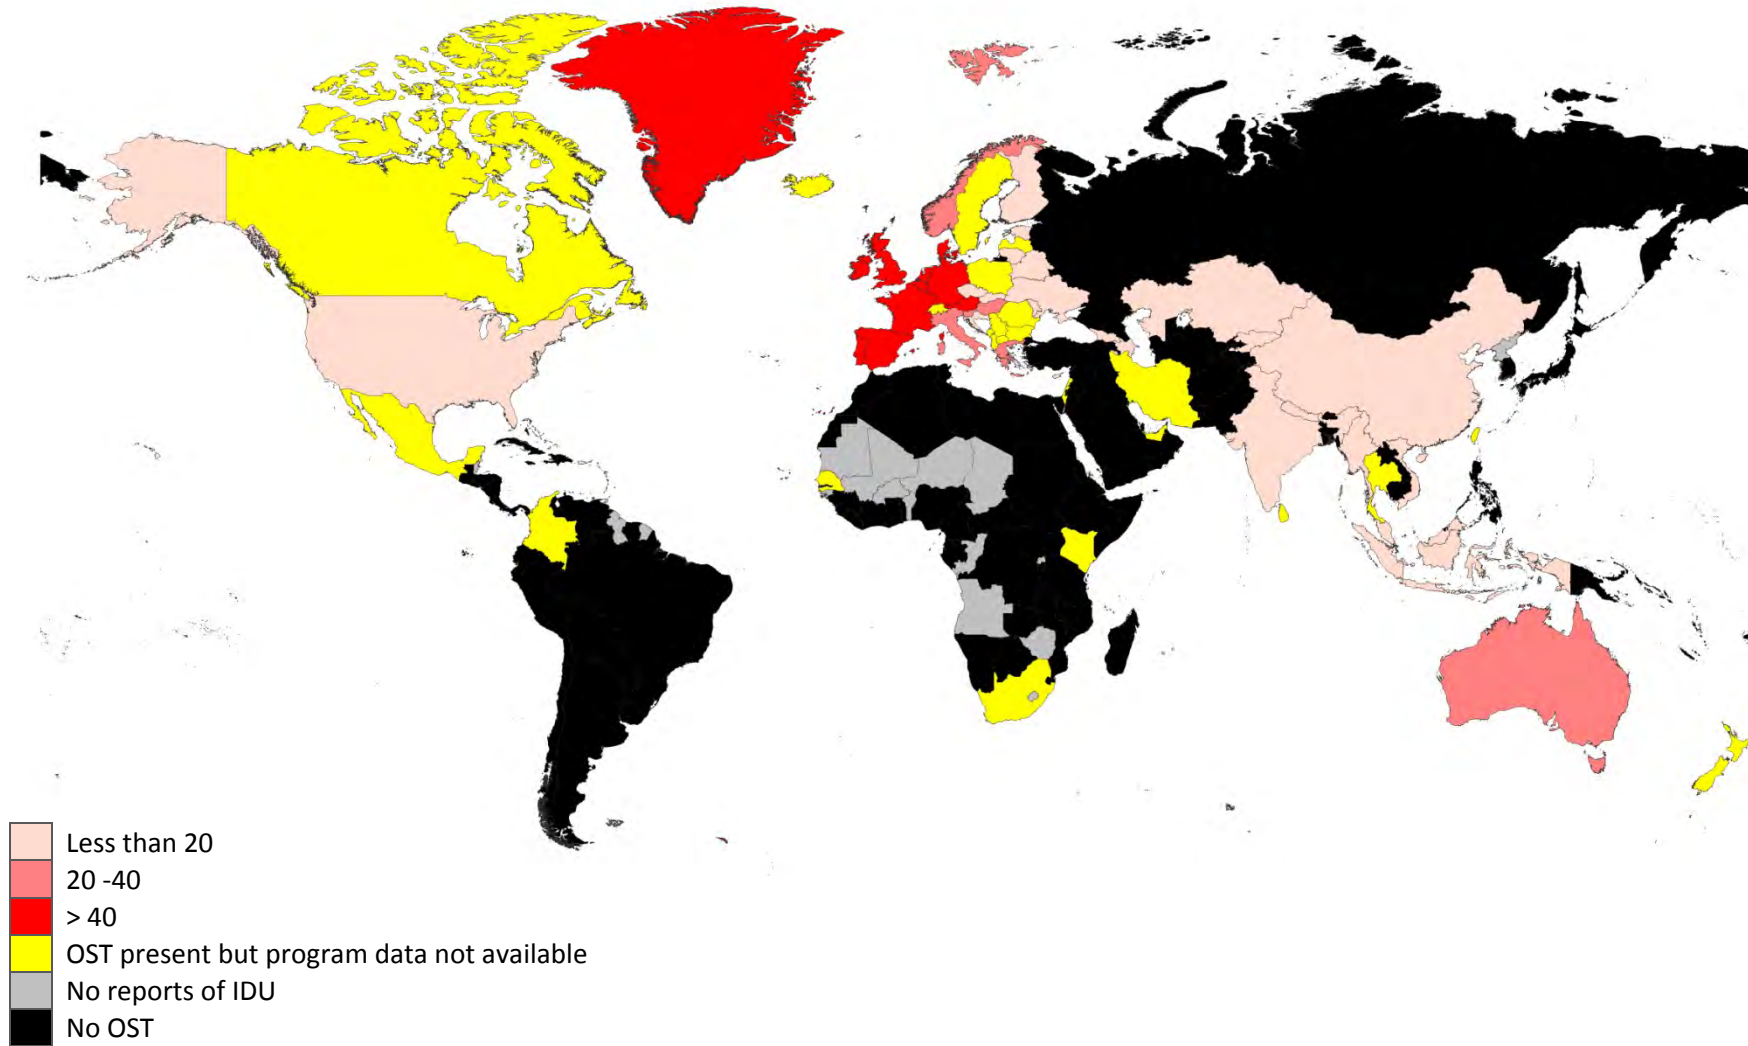 Less than 20
20 -40
> 40
OST present but program data not available
No reports of IDU
No OST